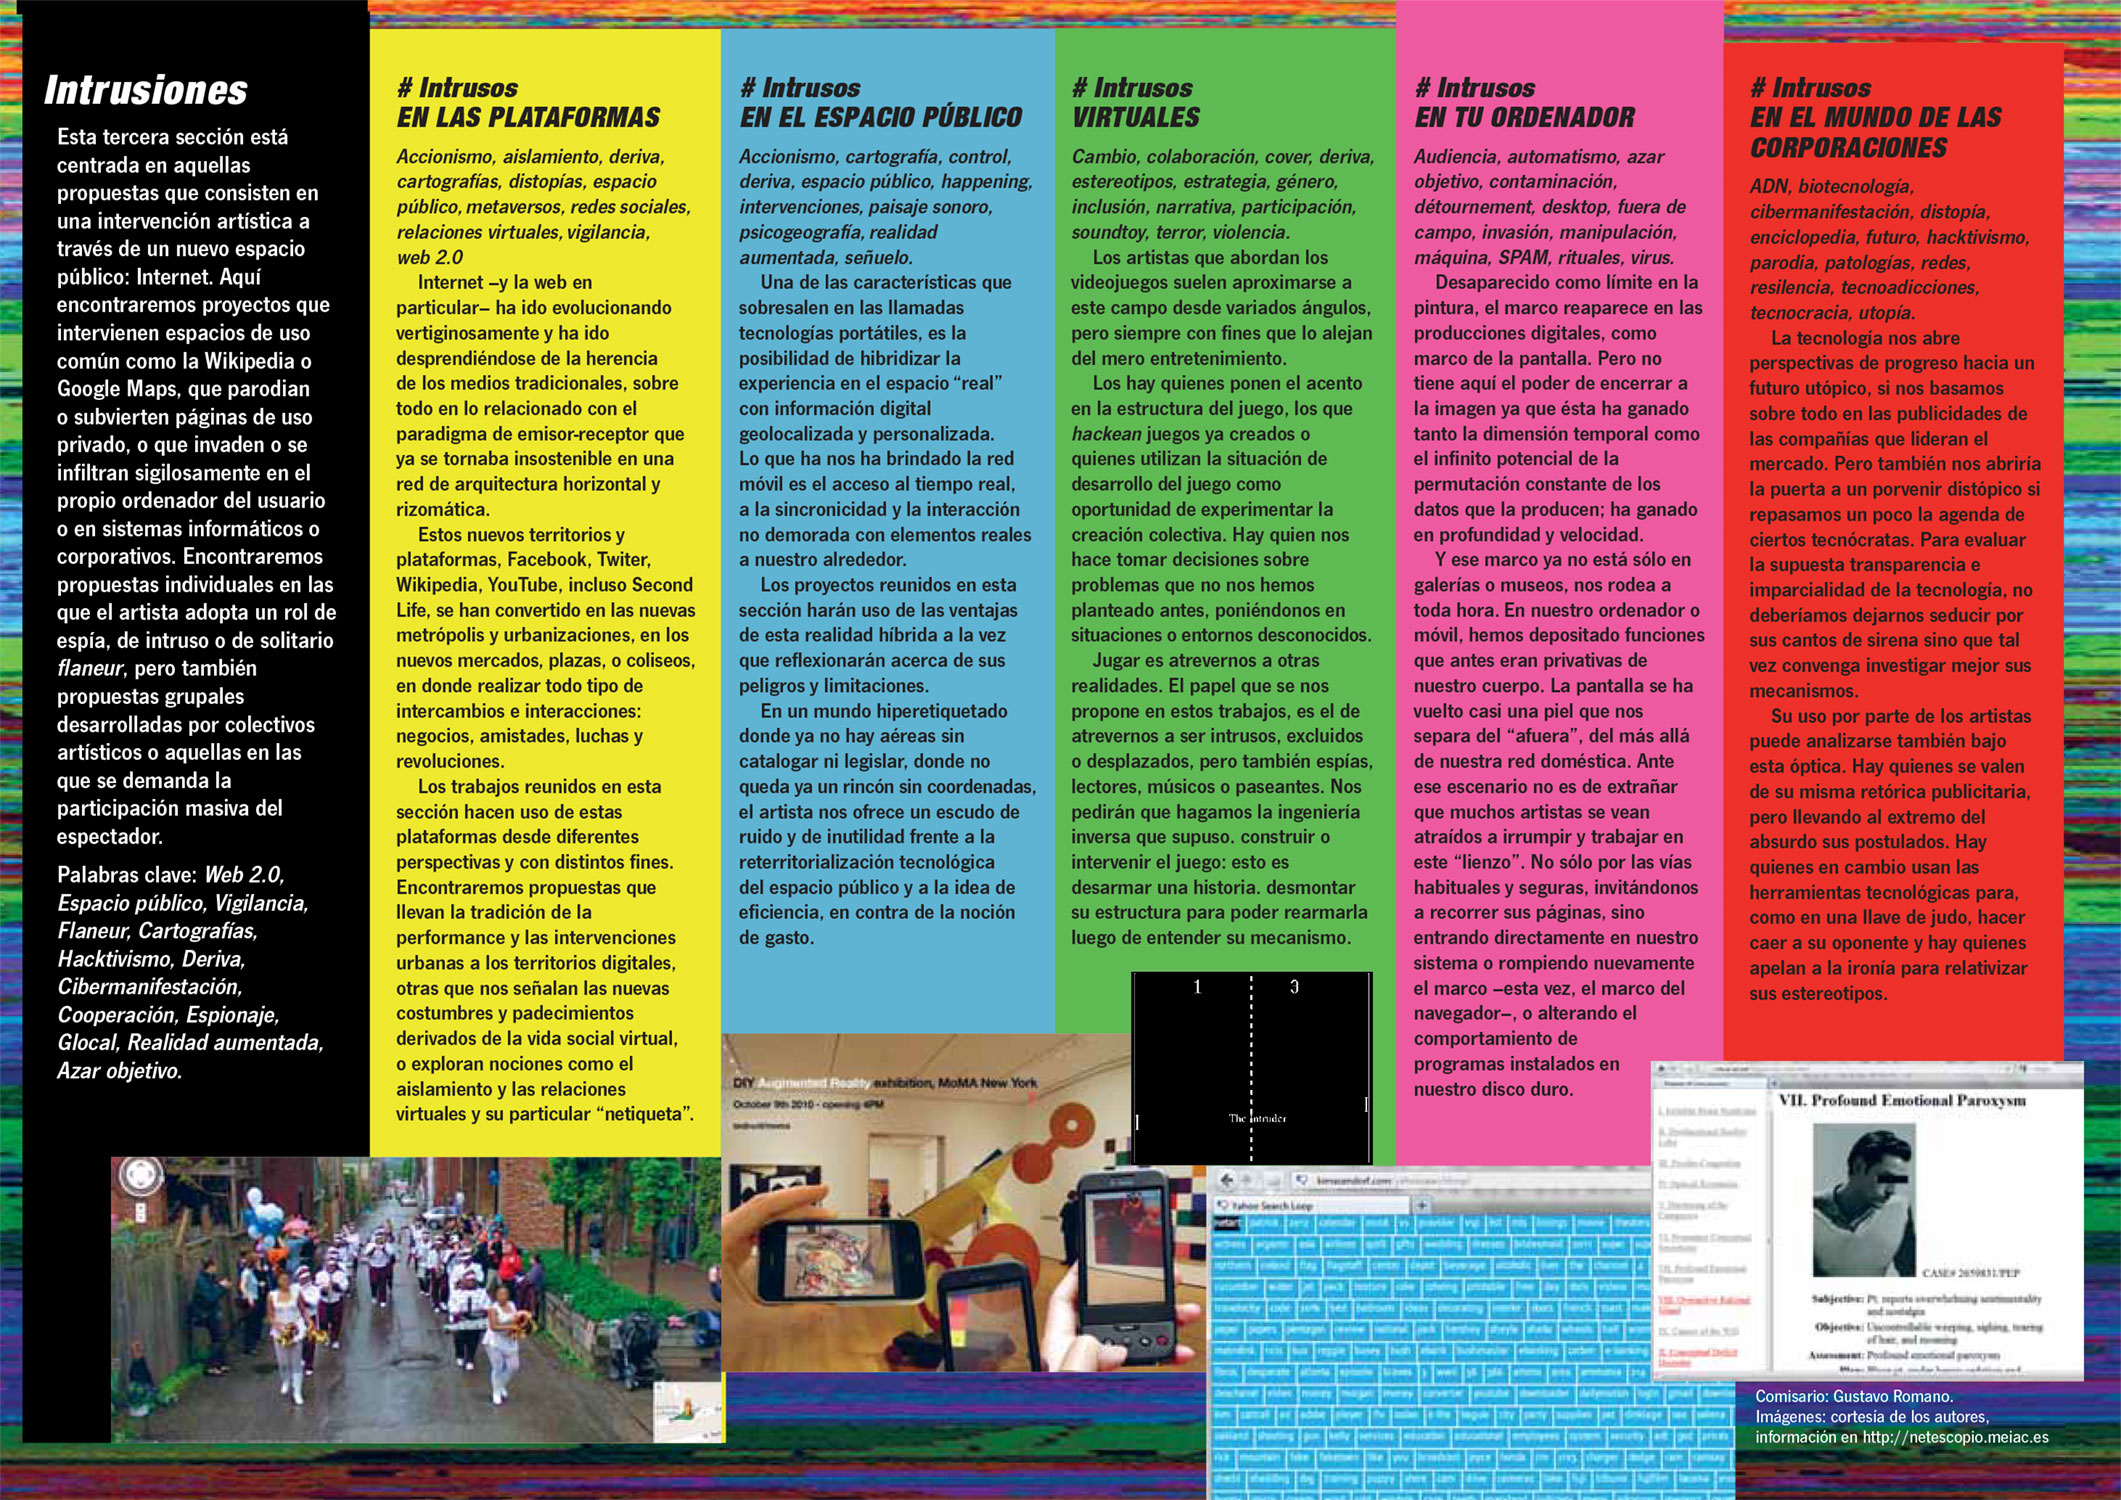 Intrusiones
Esta tercera sección está
centrada en aquellas
propuestas que consisten en
una intervención artística a
través de un nuevo espacio
público: Internet. Aquí
encontraremos proyectos que
intervienen espacios de uso
común como la Wikipedia o
Google Maps, que parodian
o subvierten páginas de uso
privado, o que invaden o se
infiltran sigilosamente en el
propio ordenador del usuario
o en sistemas informáticos o
corporativos. Encontraremos
propuestas individuales en las
que el artista adopta un rol de
espía, de intruso o de solitario
flaneur, pero también
propuestas grupales
desarrolladas por colectivos
artísticos o aquellas en las
que se demanda la
participación masiva del
espectador.
Palabras clave: Web 2.0,
Espacio público, Vigilancia,
Flaneur, Cartografías,
Hacktivismo, Deriva,
Cibermanifestación,
Cooperación, Espionaje,
Glocal, Realidad aumentada,
Azar objetivo.
# Intrusos
EN LAS PLATAFORMAS
Accionismo, aislamiento, deriva,
cartografías, distopías, espacio
público, metaversos, redes sociales,
relaciones virtuales, vigilancia,
web 2.0
Internet –y la web en
particular– ha ido evolucionando
vertiginosamente y ha ido
desprendiéndose de la herencia
de los medios tradicionales, sobre
todo en lo relacionado con el
paradigma de emisor-receptor que
ya se tornaba insostenible en una
red de arquitectura horizontal y
rizomática.
Estos nuevos territorios y
plataformas, Facebook, Twiter,
Wikipedia, YouTube, incluso Second
Life, se han convertido en las nuevas
metrópolis y urbanizaciones, en los
nuevos mercados, plazas, o coliseos,
en donde realizar todo tipo de
intercambios e interacciones:
negocios, amistades, luchas y
revoluciones.
Los trabajos reunidos en esta
sección hacen uso de estas
plataformas desde diferentes
perspectivas y con distintos fines.
Encontraremos propuestas que
llevan la tradición de la
performance y las intervenciones
urbanas a los territorios digitales,
otras que nos señalan las nuevas
costumbres y padecimientos
derivados de la vida social virtual,
o exploran nociones como el
aislamiento y las relaciones
virtuales y su particular “netiqueta”.
# Intrusos
EN EL ESPACIO PÚBLICO
Accionismo, cartografía, control,
deriva, espacio público, happening,
intervenciones, paisaje sonoro,
psicogeografía, realidad
aumentada, señuelo.
Una de las características que
sobresalen en las llamadas
tecnologías portátiles, es la
posibilidad de hibridizar la
experiencia en el espacio “real”
con información digital
geolocalizada y personalizada.
Lo que ha nos ha brindado la red
móvil es el acceso al tiempo real,
a la sincronicidad y la interacción
no demorada con elementos reales
a nuestro alrededor.
Los proyectos reunidos en esta
sección harán uso de las ventajas
de esta realidad híbrida a la vez
que reflexionarán acerca de sus
peligros y limitaciones.
En un mundo hiperetiquetado
donde ya no hay aéreas sin
catalogar ni legislar, donde no
queda ya un rincón sin coordenadas,
el artista nos ofrece un escudo de
ruido y de inutilidad frente a la
reterritorialización tecnológica
del espacio público y a la idea de
eficiencia, en contra de la noción
de gasto.
DIY Augmented Reality exhibition, MoMA New York
October 9th 2010 - opening 4PM
# Intrusos
VIRTUALES
Cambio, colaboración, cover, deriva,
estereotipos, estrategia, género,
inclusión, narrativa, participación,
soundtoy, terror, violencia.
Los artistas que abordan los
videojuegos suelen aproximarse a
este campo desde variados ángulos,
pero siempre con fines que lo alejan
del mero entretenimiento.
Los hay quienes ponen el acento
en la estructura del juego, los que
hackean juegos ya creados o
quienes utilizan la situación de
desarrollo del juego como
oportunidad de experimentar la
creación colectiva. Hay quien nos
hace tomar decisiones sobre
problemas que no nos hemos
planteado antes, poniéndonos en
situaciones o entornos desconocidos.
Jugar es atrevernos a otras
realidades. El papel que se nos
propone en estos trabajos, es el de
atrevernos a ser intrusos, excluidos
o desplazados, pero también espías,
lectores, músicos o paseantes. Nos
pedirán que hagamos la ingeniería
inversa que supuso. construir o
intervenir el juego: esto es
desarmar una historia. desmontar
su estructura para poder rearmarla
luego de entender su mecanismo.
1 3
The intruder
# Intrusos
EN TU ORDENADOR
Audiencia, automatismo, azar
objetivo, contaminación,
détournement, desktop, fuera de
campo, invasión, manipulación,
máquina, SPAM, rituales, virus.
Desaparecido como límite en la
pintura, el marco reaparece en las
producciones digitales, como
marco de la pantalla. Pero no
tiene aquí el poder de encerrar a
la imagen ya que ésta ha ganado
tanto la dimensión temporal como
el infinito potencial de la
permutación constante de los
datos que la producen; ha ganado
en profundidad y velocidad.
Y ese marco ya no está sólo en
galerías o museos, nos rodea a
toda hora. En nuestro ordenador o
móvil, hemos depositado funciones
que antes eran privativas de
nuestro cuerpo. La pantalla se ha
vuelto casi una piel que nos
separa del “afuera”, del más allá
de nuestra red doméstica. Ante
ese escenario no es de extrañar
que muchos artistas se vean
atraídos a irrumpir y trabajar en
este “lienzo”. No sólo por las vías
habituales y seguras, invitándonos
a recorrer sus páginas, sino
entrando directamente en nuestro
sistema o rompiendo nuevamente
el marco –esta vez, el marco del
navegador–, o alterando el
comportamiento de
programas instalados en
nuestro disco duro.
Yahoo Search Loop
# Intrusos
EN EL MUNDO DE LAS
CORPORACIONES
ADN, biotecnología,
cibermanifestación, distopía,
enciclopedia, futuro, hacktivismo,
parodia, patologías, redes,
resilencia, tecnoadicciones,
tecnocracia, utopía.
La tecnología nos abre
perspectivas de progreso hacia un
futuro utópico, si nos basamos
sobre todo en las publicidades de
las compañías que lideran el
mercado. Pero también nos abriría
la puerta a un porvenir distópico si
repasamos un poco la agenda de
ciertos tecnócratas. Para evaluar
la supuesta transparencia e
imparcialidad de la tecnología, no
deberíamos dejarnos seducir por
sus cantos de sirena sino que tal
vez convenga investigar mejor sus
mecanismos.
Su uso por parte de los artistas
puede analizarse también bajo
esta óptica. Hay quienes se valen
de su misma retórica publicitaria,
pero llevando al extremo del
absurdo sus postulados. Hay
quienes en cambio usan las
herramientas tecnológicas para,
como en una llave de judo, hacer
caer a su oponente y hay quienes
apelan a la ironía para relativizar
sus estereotipos.
VII. Profound Emotional Paroxysm
CASE# 2659831/PEP
Subjective: Pt. reports overwhelming sentimentality
and nostalgia
Objective: Uncontrollable weeping, sighing, tearing
of hair, and moaning
Assessment: Profound emotional paroxysm
Comisario: Gustavo Romano.
Imágenes: cortesía de los autores,
información en http://netescopio.meiac.es